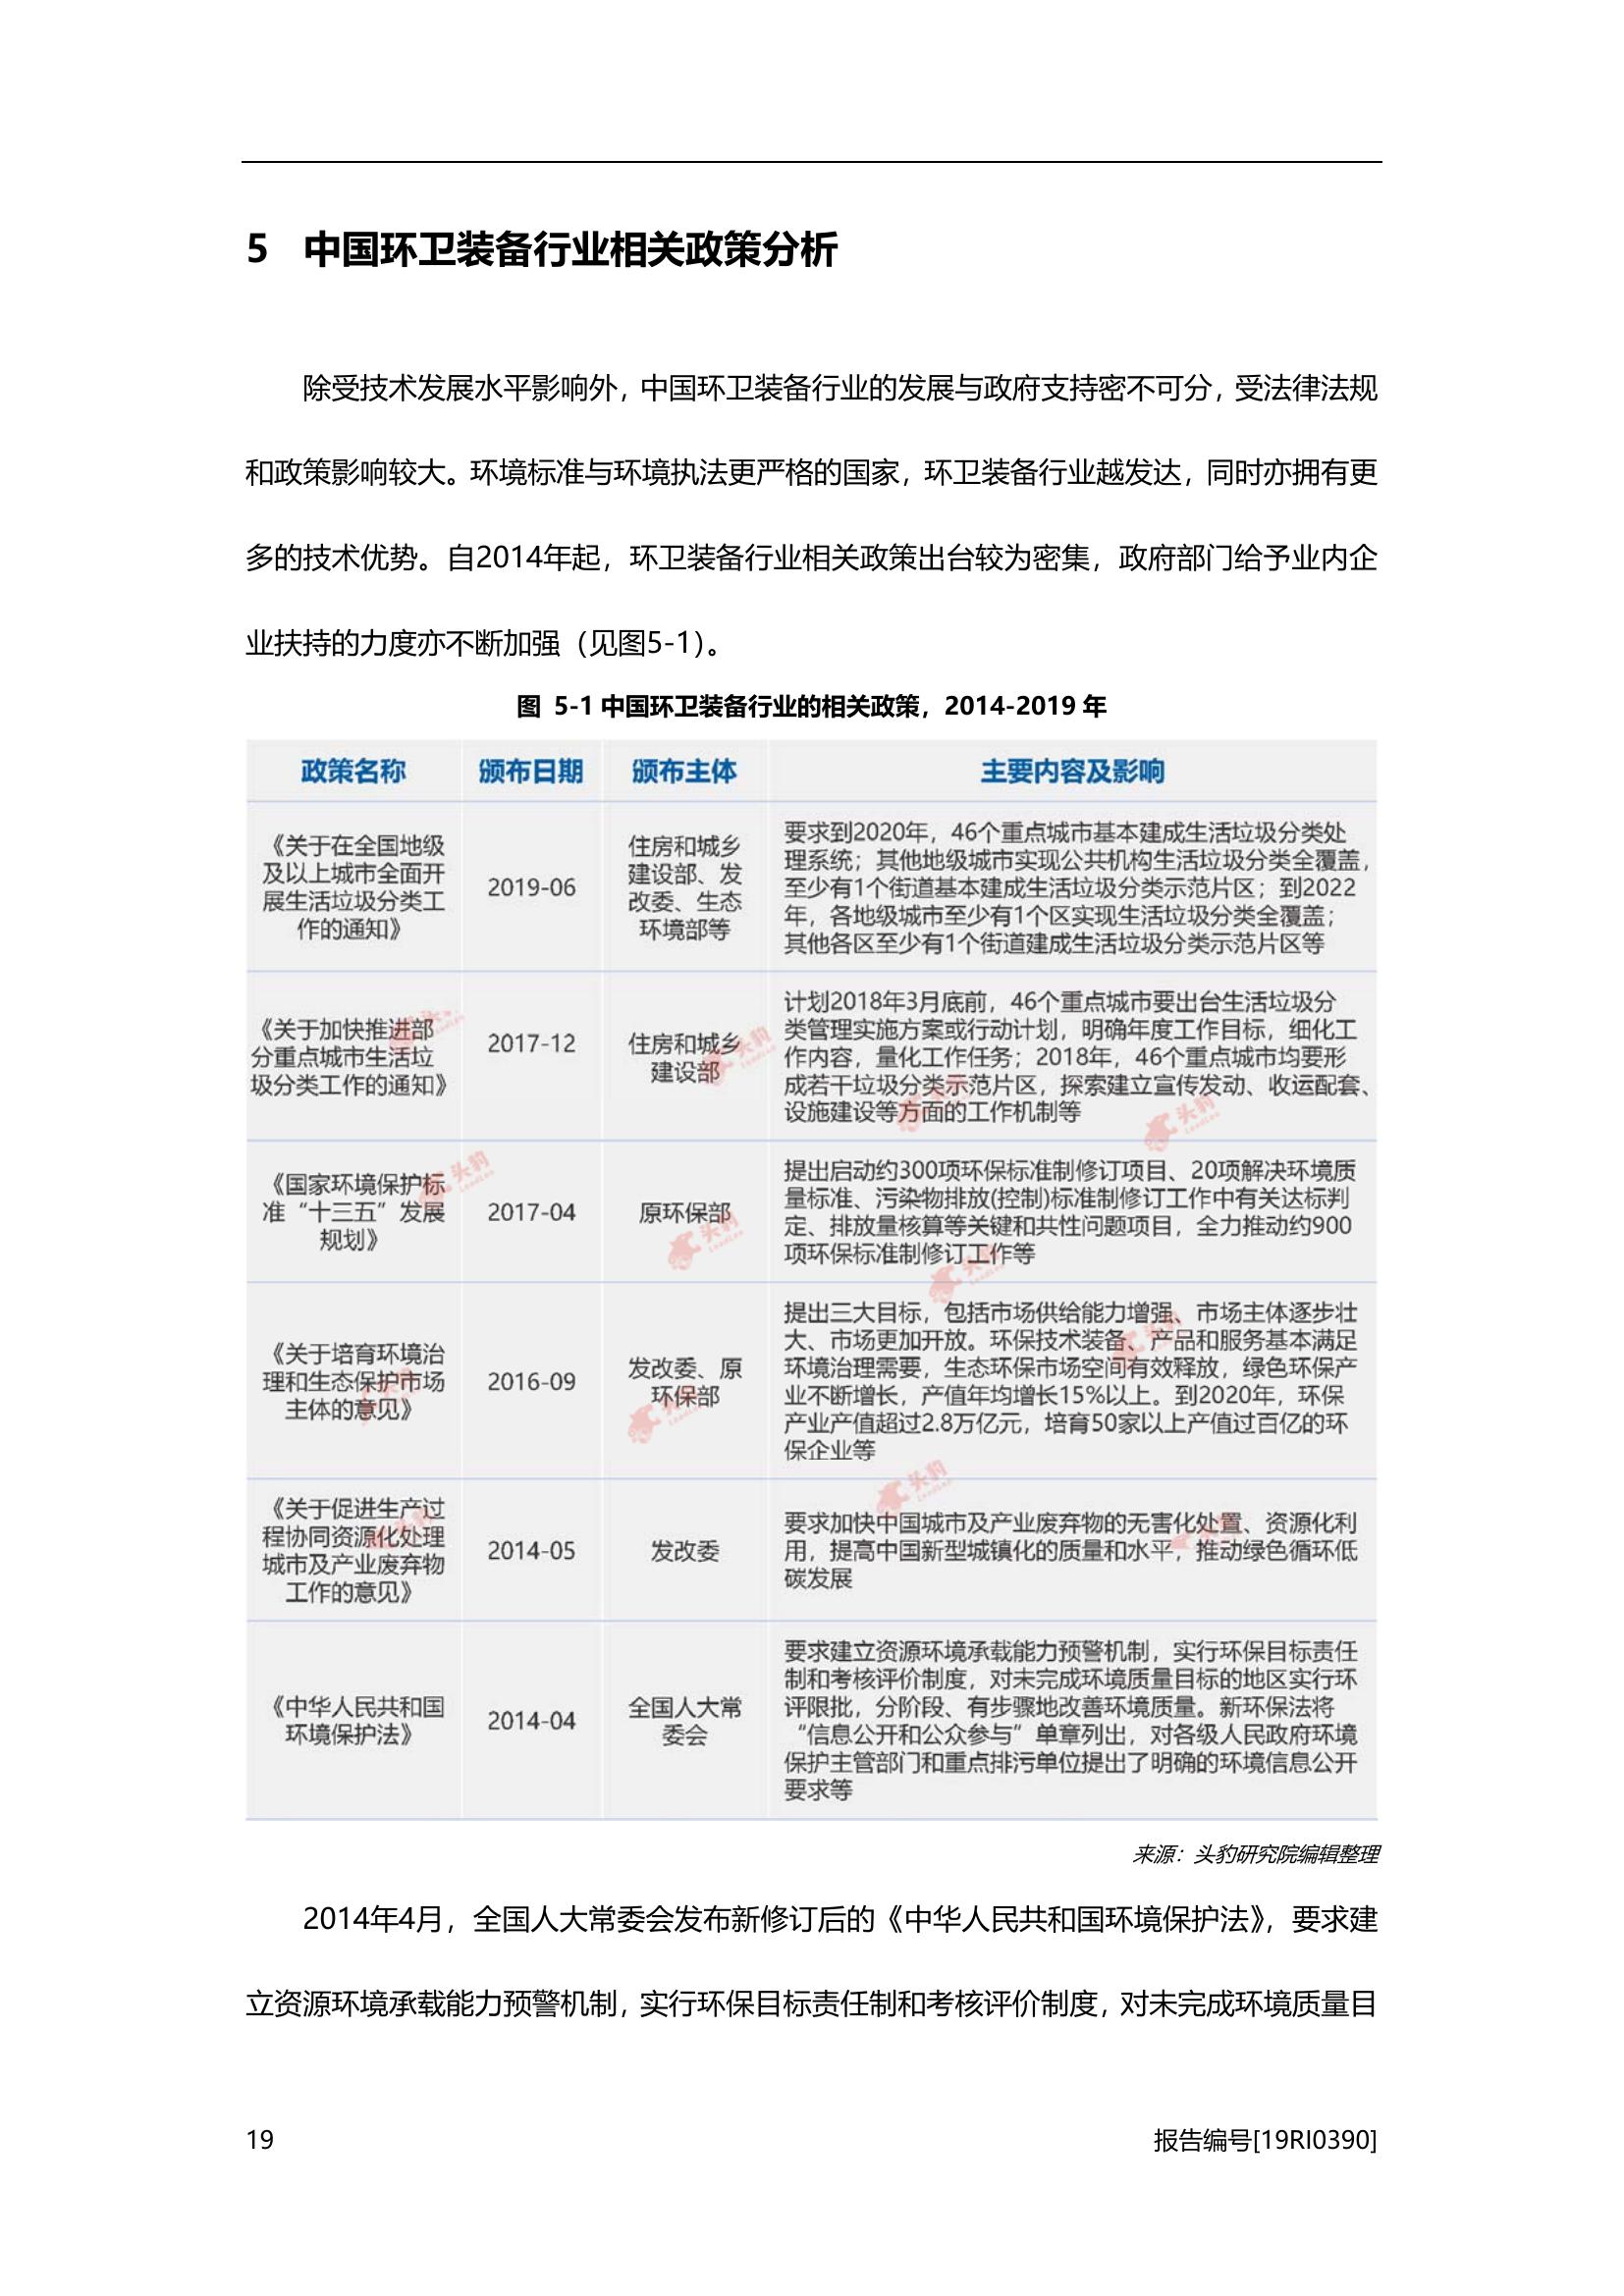 5 中国环卫装备行业相关政策分析
除受技术发展水平影响外，中国环卫装备行业的发展与政府支持密不可分，受法律法规
和政策影响较大。环境标准与环境执法更严格的国家，环卫装备行业越发达，同时亦拥有更
多的技术优势。自2014年起，环卫装备行业相关政策出台较为密集，政府部门给予业内企
业扶持的力度亦不断加强（见图5-1）。
图 5-1 中国环卫装备行业的相关政策，2014-2019 年
政策名称 颁布日期 颁布主体 主要内容及影响
《关于在全国地级
及以上城市全面开
展生活垃圾分类工
作的通知》
2019-06
住房和城乡
建设部、发
改委、生态
环境部等
要求到2020年，46个重点城市基本建成生活垃圾分类处
理系统；其他地级城市实现公共机构生活垃圾分类全覆盖，
至少有1个街道基本建成生活垃圾分类示范片区；到2022
年，各地级城市至少有1个区实现生活垃圾分类全覆盖；
其他各区至少有1个街道建成生活垃圾分类示范片区等
《关于加快推进部
分重点城市生活垃
圾分类工作的通知》
2017-12
住房和城乡
建设部
计划2018年3月底前，46个重点城市要出台生活垃圾分
类管理实施方案或行动计划，明确年度工作目标，细化工
作内容，量化工作任务；2018年，46个重点城市均要形
成若干垃圾分类示范片区，探索建立宣传发动、收运配套、
设施建设等方面的工作机制等
《国家环境保护标
准“十三五”发展
规划》
2017-04
原环保部
提出启动约300项环保标准制修订项目、20项解决环境质
量标准、污染物排放(控制)标准制修订工作中有关达标判
定、排放量核算等关键和共性问题项目，全力推动约900
项环保标准制修订工作等
《关于培育环境治
理和生态保护市场
主体的意见》
2016-09
发改委、原
环保部
提出三大目标，包括市场供给能力增强、市场主体逐步壮
大、市场更加开放。环保技术装备、产品和服务基本满足
环境治理需要，生态环保市场空间有效释放，绿色环保产
业不断增长，产值年均增长15%以上。到2020年，环保
产业产值超过2.8万亿元，培育50家以上产值过百亿的环
保企业等
《关于促进生产过
程协同资源化处理
城市及产业废弃物
工作的意见》
2014-05
发改委
要求加快中国城市及产业废弃物的无害化处置、资源化利
用，提高中国新型城镇化的质量和水平，推动绿色循环低
碳发展
《中华人民共和国
环境保护法》
2014-04
全国人大常
委会
要求建立资源环境承载能力预警机制，实行环保目标责任
制和考核评价制度，对未完成环境质量目标的地区实行环
评限批，分阶段、有步骤地改善环境质量。新环保法将
“信息公开和公众参与”单章列出，对各级人民政府环境
保护主管部门和重点排污单位提出了明确的环境信息公开
要求等
来源：头豹研究院编辑整理
2014年4月，全国人大常委会发布新修订后的《中华人民共和国环境保护法》，要求建
立资源环境承载能力预警机制，实行环保目标责任制和考核评价制度，对未完成环境质量目
19 报告编号[19RI0390]